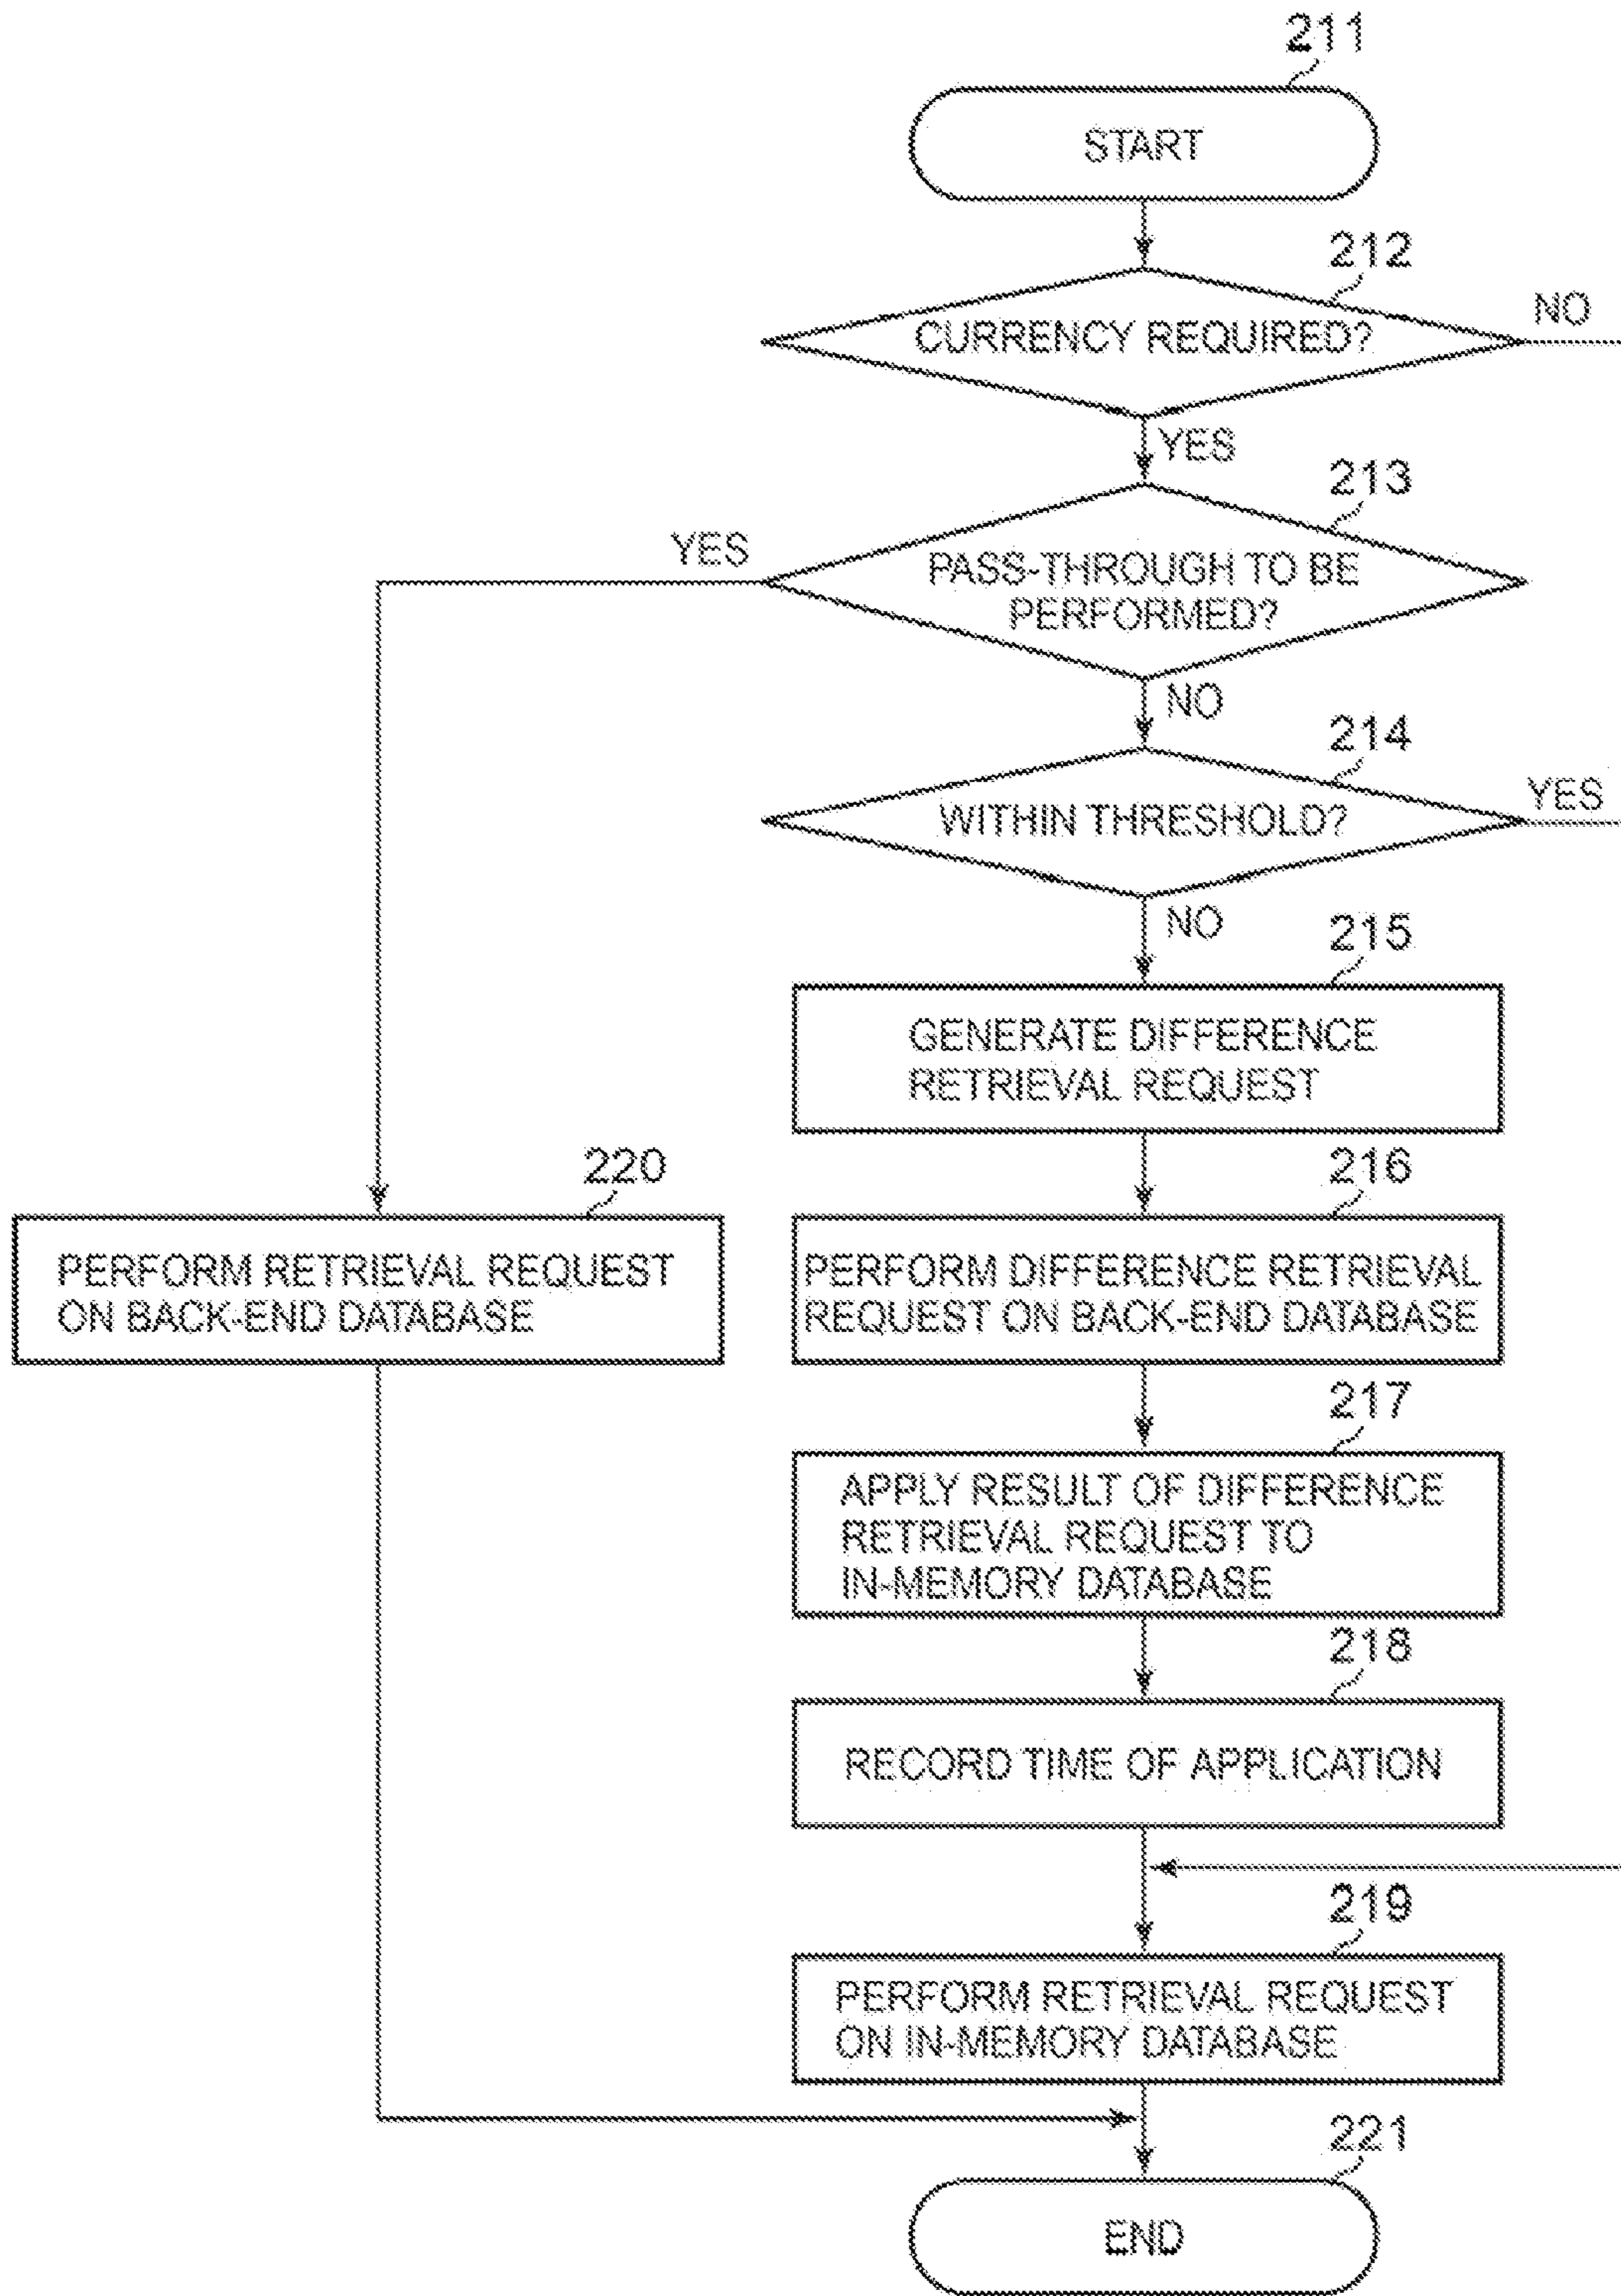 211
START
212
CURRENCY REQUIRED?
NO
YES
213
PASS-THROUGH TO BE
PERFORMED?
YES
NO
214
WITHIN THRESHOLD?
YES
NO
215
GENERATE DIFFERENCE
RETRIEVAL REQUEST
220
PERFORM RETRIEVAL REQUEST
ON BACK-END DATABASE
216
PERFORM DIFFERENCE RETRIEVAL
REQUEST ON BACK-END DATABASE
217
APPLY RESULT OF DIFFERENCE
RETRIEVAL REQUEST TO
IN-MEMORY DATABASE
218
RECORD TIME OF APPLICATION
219
PERFORM RETRIEVAL REQUEST
ON IN-MEMORY DATABASE
221
END